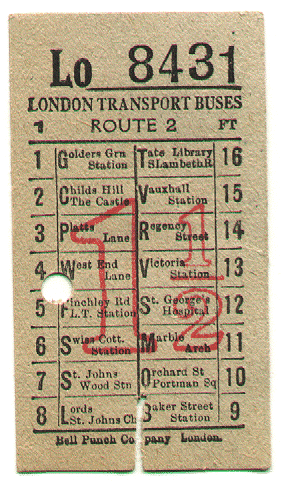 Lo 8431
LONDON TRANSPORT BUSES
1 ROUTE 2 FT
1 Golders Grn Station Tate Library SLambethR 16
2 Childs Hill The Castle Vauxhall Station 15
3 Platts Lane Regency Street 14
4 West End Lane Victoria Station 13
5 Finchley Rd L.T. Station St. George's Hospital 12
6 Swiss Cott. Station Marble Arch 11
7 St. Johns Wood Stn Orchard St Portman Sq 10
8 Lords St. Johns Ch Baker Street Station 9
1 1/2
Bell Punch Company London.